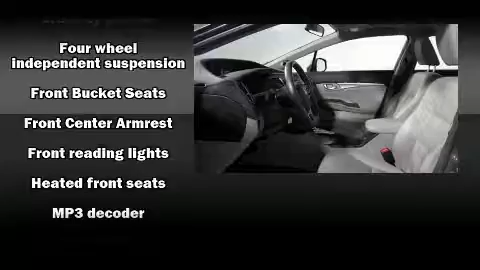 Four wheel
independent suspension
Front Bucket Seats
Front Center Armrest
Front reading lights
Heated front seats
MP3 decoder